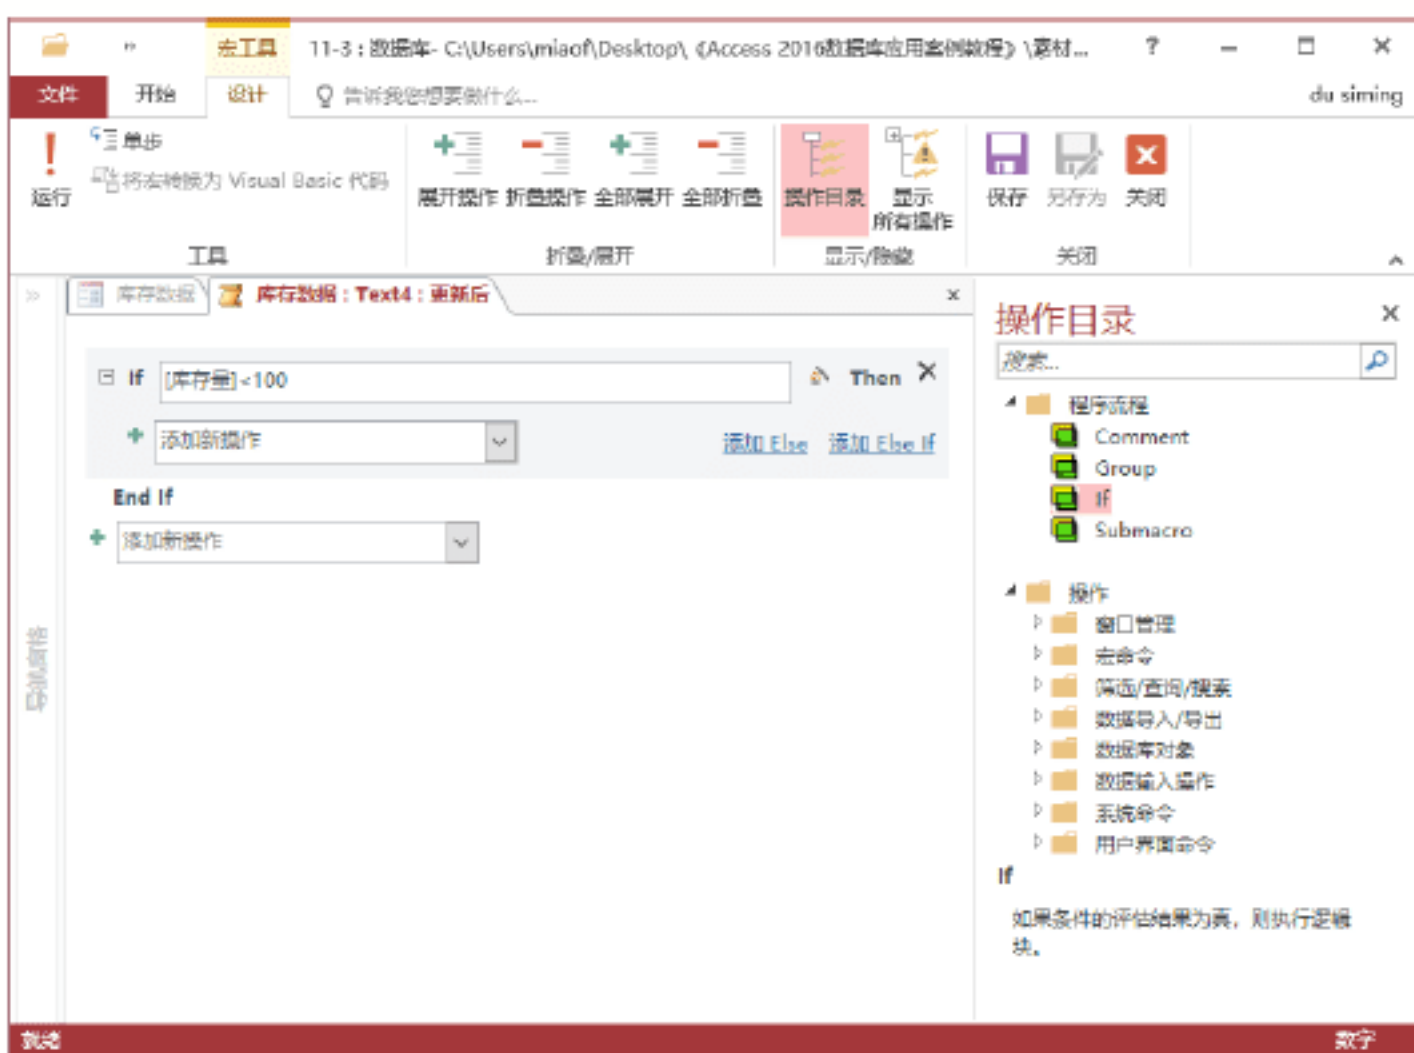 宏工具 11-3：数据库- C:\Users\miaof\Desktop\《Access 2016数据库应用案例教程》\素材... ?
文件 开始 设计 告诉我您想要做什么... du siming
运行 单步
将宏转换为 Visual Basic 代码
展开操作 折叠操作 全部展开 全部折叠
操作目录 显示所有操作
保存 另存为 关闭
工具 折叠/展开 显示/隐藏 关闭
库存数据 库存数据：Text4：更新后
If [库存量]<100 Then
添加新操作 添加 Else 添加 Else If
End If
添加新操作
导航窗格
操作目录
搜索...
程序流程
Comment
Group
If
Submacro
操作
窗口管理
宏命令
筛选/查询/搜索
数据导入/导出
数据库对象
数据输入操作
系统命令
用户界面命令
If
如果条件的评估结果为真，则执行逻辑
块。
就绪 数字